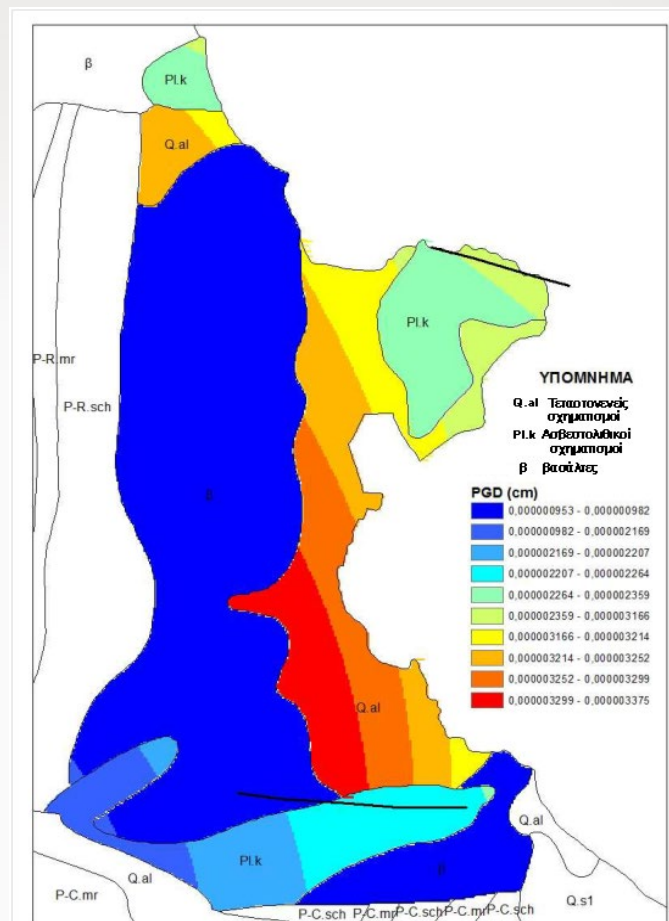 β
Pl.k
Q.al
Pl.k
P-R.mr
P-R.sch
β
ΥΠΟΜΝΗΜΑ
Q.al Τεταρτογενείς
σχηματισμοί
Pl.k Ασβεστολιθικοί
σχηματισμοί
β βασάλτες
PGD (cm)
0,000000953 - 0,000000982
0,000000982 - 0,000002169
0,000002169 - 0,000002207
0,000002207 - 0,000002264
0,000002264 - 0,000002359
0,000002359 - 0,000003166
0,000003166 - 0,000003214
0,000003214 - 0,000003252
0,000003252 - 0,000003299
0,000003299 - 0,000003375
Q.al
Q.al
Pl.k
β
Q.al
P-C.mr
Q.s1
P-C.sch P-C.mr P-C.sch P-C.mr P-C.sch